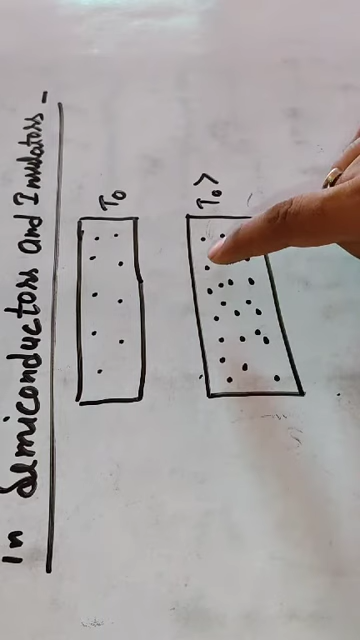 In Semiconductors and Insulators -
T₀
T₀ >